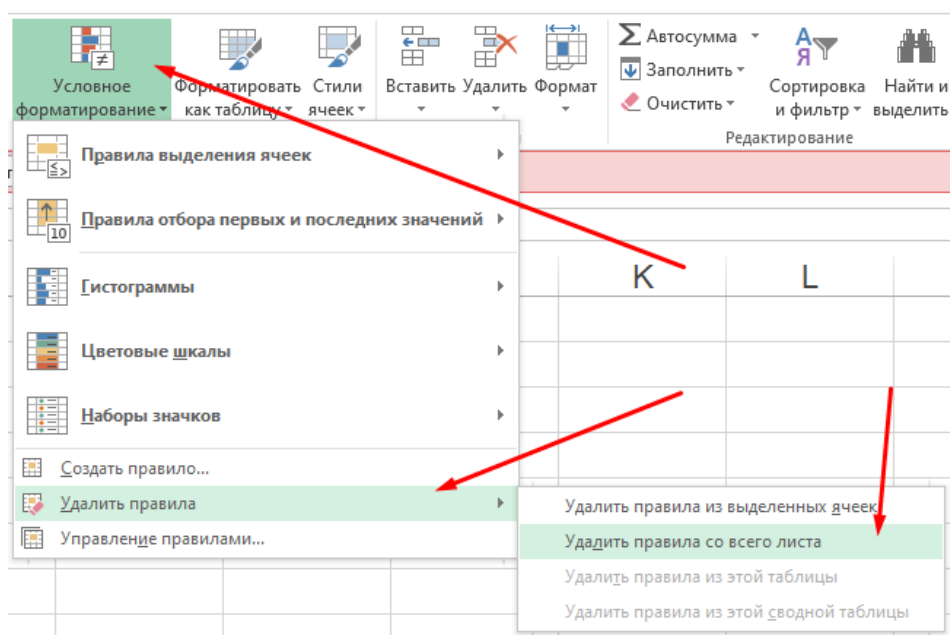 Условное
форматирование
Форматировать
как таблицу
Стили
ячеек
Вставить
Удалить
Формат
Автосумма
Заполнить
Очистить
Сортировка
и фильтр
Найти и
выделить
Редактирование
Правила выделения ячеек
Правила отбора первых и последних значений
Гистограммы
Цветовые шкалы
Наборы значков
Создать правило...
Удалить правила
Управление правилами...
K
L
Удалить правила из выделенных ячеек
Удалить правила со всего листа
Удалить правила из этой таблицы
Удалить правила из этой сводной таблицы